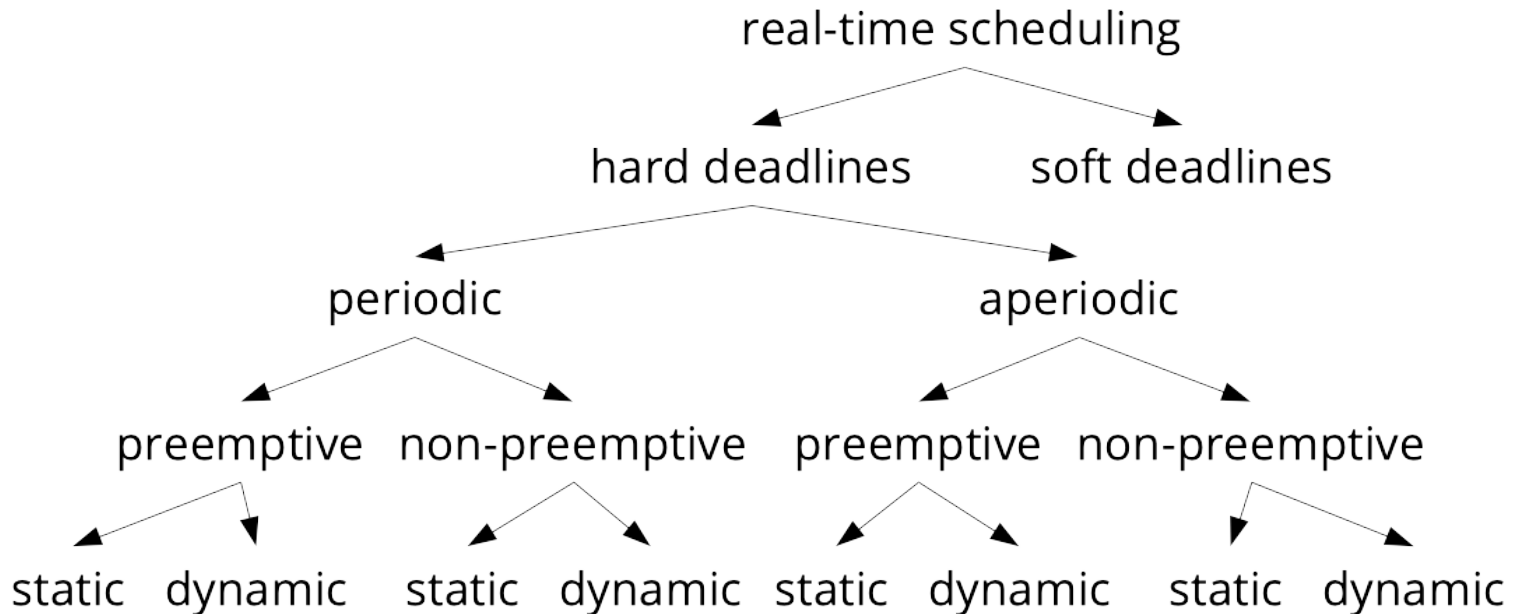 real-time scheduling
hard deadlines soft deadlines
periodic aperiodic
preemptive non-preemptive preemptive non-preemptive
static dynamic static dynamic static dynamic static dynamic